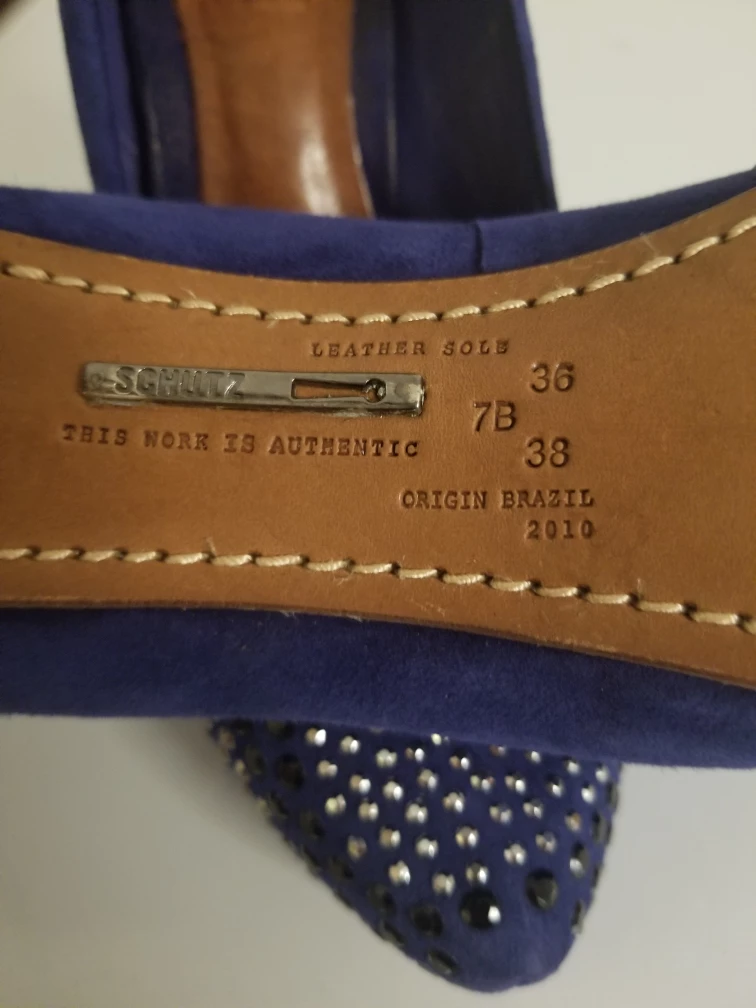 LEATHER SOLE
SCHUTZ
36
7B
THIS WORK IS AUTHENTIC
38
ORIGIN BRAZIL
2010